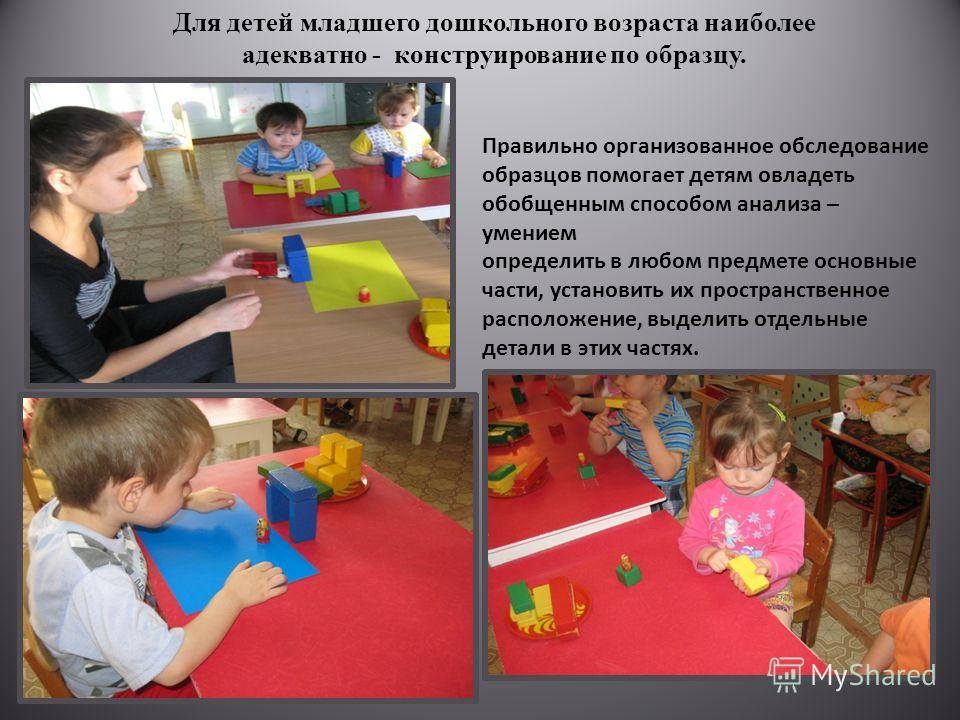 Для детей младшего дошкольного возраста наиболее
адекватно - конструирование по образцу.
Правильно организованное обследование
образцов помогает детям овладеть
обобщенным способом анализа –
умением
определить в любом предмете основные
части, установить их пространственное
расположение, выделить отдельные
детали в этих частях.
MyShared